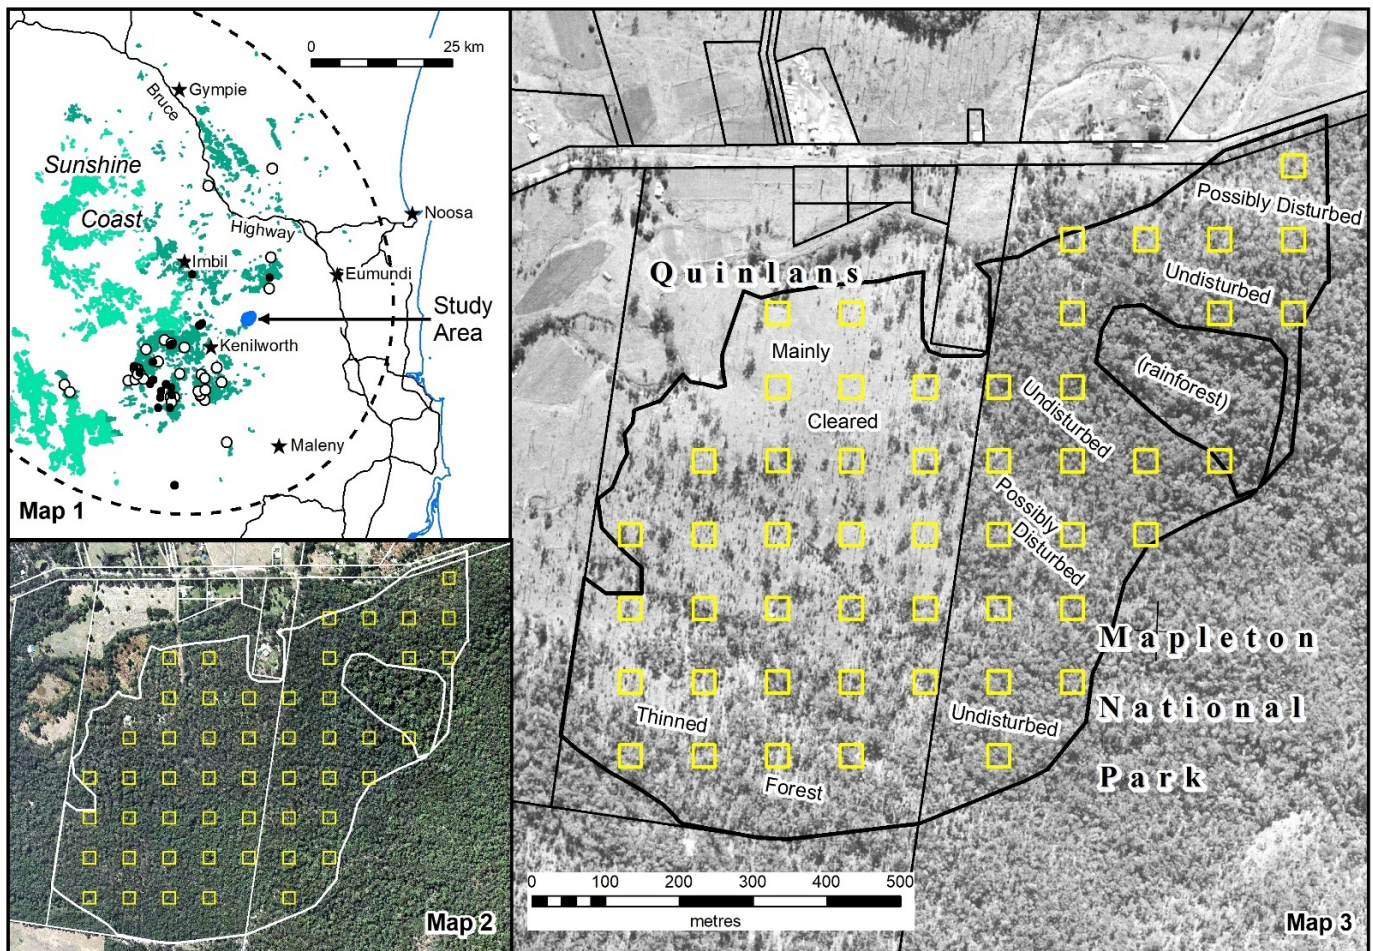 0 25 km
Gympie
Bruce
Sunshine
Coast
Noosa
Highway
Imbil
Eumundi
Study
Area
Kenilworth
Maleny
Map 1
Map 2
Possibly Disturbed
Undisturbed
Quinlans
Mainly
(rainforest)
Undisturbed
Cleared
Possibly
Disturbed
Mapleton
National
Park
Thinned
Undisturbed
Forest
0 100 200 300 400 500
metres
Map 3